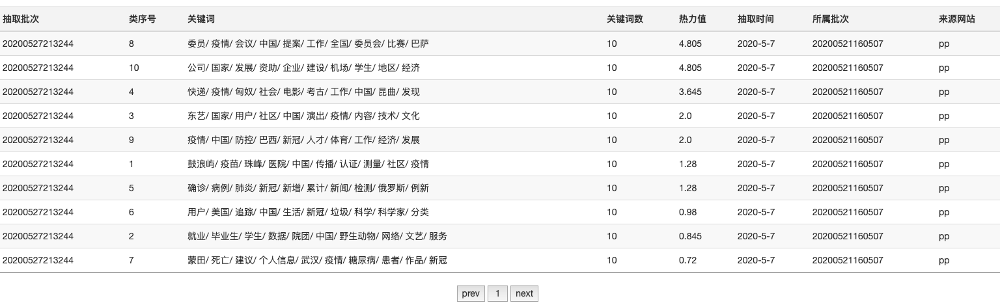 抽取批次 类序号 关键词 关键词数 热力值 抽取时间 所属批次 来源网站
20200527213244 8 委员/ 疫情/ 会议/ 中国/ 提案/ 工作/ 全国/ 委员会/ 比赛/ 巴萨 10 4.805 2020-5-7 20200521160507 pp
20200527213244 10 公司/ 国家/ 发展/ 资助/ 企业/ 建设/ 机场/ 学生/ 地区/ 经济 10 4.805 2020-5-7 20200521160507 pp
20200527213244 4 快递/ 疫情/ 匈奴/ 社会/ 电影/ 考古/ 工作/ 中国/ 昆曲/ 发现 10 3.645 2020-5-7 20200521160507 pp
20200527213244 3 东艺/ 国家/ 用户/ 社区/ 中国/ 演出/ 疫情/ 内容/ 技术/ 文化 10 2.0 2020-5-7 20200521160507 pp
20200527213244 9 疫情/ 中国/ 防控/ 巴西/ 新冠/ 人才/ 体育/ 工作/ 经济/ 发展 10 2.0 2020-5-7 20200521160507 pp
20200527213244 1 鼓浪屿/ 疫苗/ 珠峰/ 医院/ 中国/ 传播/ 认证/ 测量/ 社区/ 疫情 10 1.28 2020-5-7 20200521160507 pp
20200527213244 5 确诊/ 病例/ 肺炎/ 新冠/ 新增/ 累计/ 新闻/ 检测/ 俄罗斯/ 例新 10 1.28 2020-5-7 20200521160507 pp
20200527213244 6 用户/ 美国/ 追踪/ 中国/ 生活/ 新冠/ 垃圾/ 科学/ 科学家/ 分类 10 0.98 2020-5-7 20200521160507 pp
20200527213244 2 就业/ 毕业生/ 学生/ 数据/ 院团/ 中国/ 野生动物/ 网络/ 文艺/ 服务 10 0.845 2020-5-7 20200521160507 pp
20200527213244 7 蒙田/ 死亡/ 建议/ 个人信息/ 武汉/ 疫情/ 糖尿病/ 患者/ 作品/ 新冠 10 0.72 2020-5-7 20200521160507 pp
prev 1 next